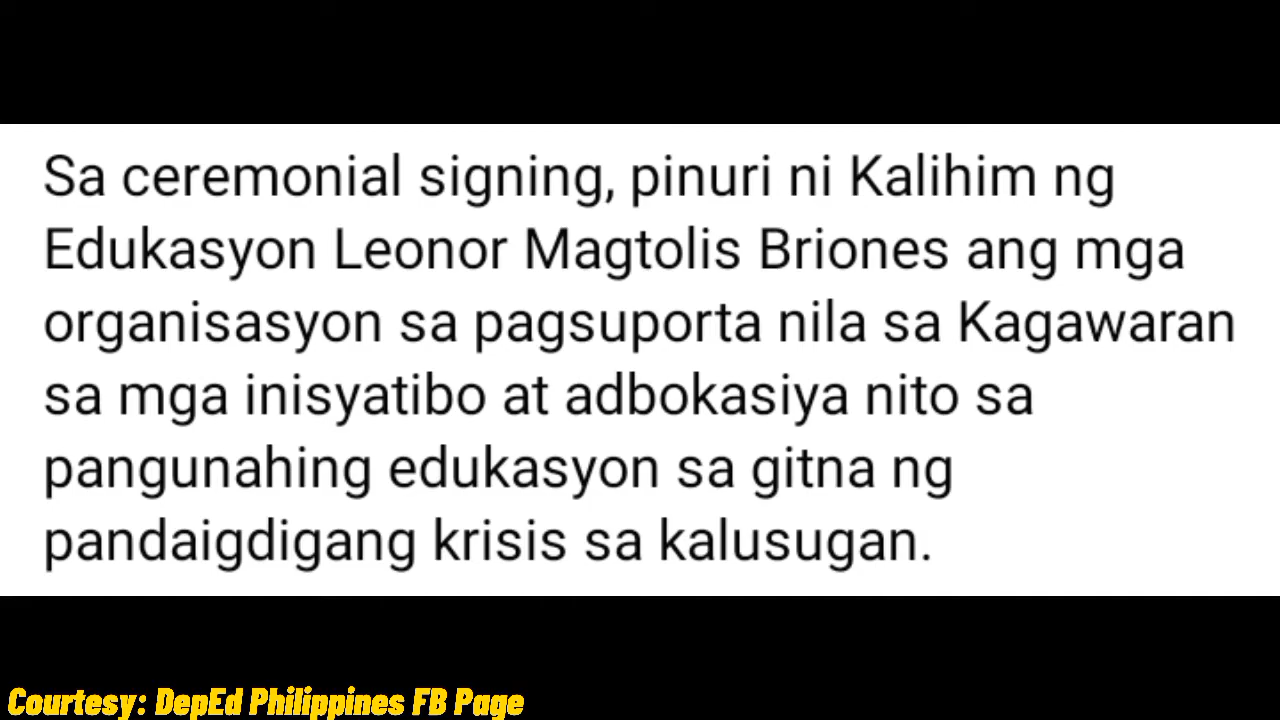 Sa ceremonial signing, pinuri ni Kalihim ng
Edukasyon Leonor Magtolis Briones ang mga
organisasyon sa pagsuporta nila sa Kagawaran
sa mga inisyatibo at adbokasiya nito sa
pangunahing edukasyon sa gitna ng
pandaigdigang krisis sa kalusugan.
Courtesy: DepEd Philippines FB Page